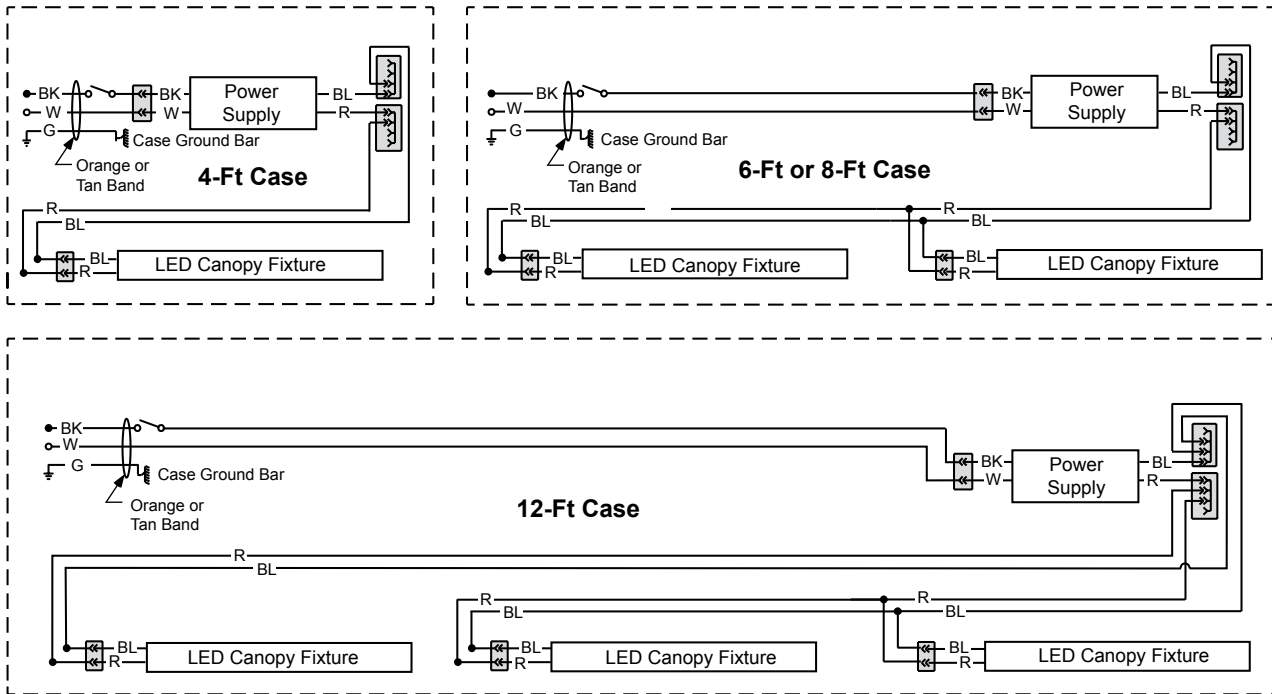 BK
BK
Power
Supply
BL
W
W
R
G
Case Ground Bar
Orange or
Tan Band
4-Ft Case
R
BL
BL
R
LED Canopy Fixture
BK
BK
Power
Supply
BL
W
W
R
G
Case Ground Bar
Orange or
Tan Band
6-Ft or 8-Ft Case
R
R
BL
BL
BL
R
LED Canopy Fixture
BL
R
LED Canopy Fixture
BK
W
G
Case Ground Bar
Orange or
Tan Band
BK
W
Power
Supply
BL
R
12-Ft Case
R
BL
R
R
BL
BL
BL
R
LED Canopy Fixture
BL
R
LED Canopy Fixture
BL
R
LED Canopy Fixture